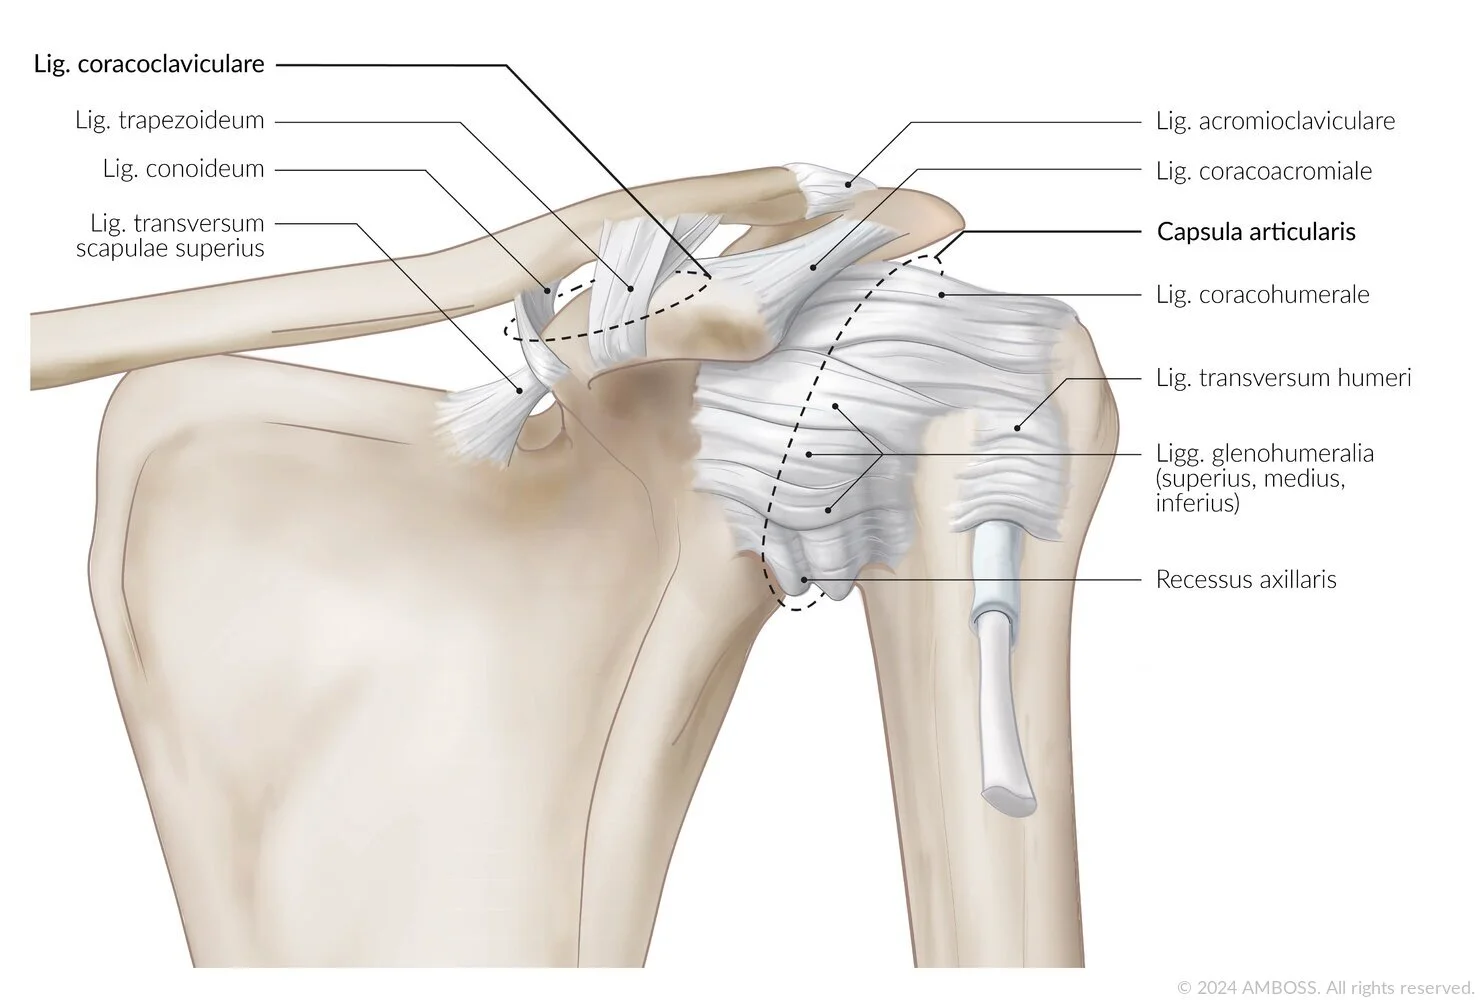 Lig. coracoclaviculare
Lig. trapezoideum
Lig. conoideum
Lig. transversum
scapulae superius
Lig. acromioclaviculare
Lig. coracoacromiale
Capsula articularis
Lig. coracohumerale
Lig. transversum humeri
Ligg. glenohumeralia
(superius, medius,
inferius)
Recessus axillaris
© 2024 AMBOSS. All rights reserved.